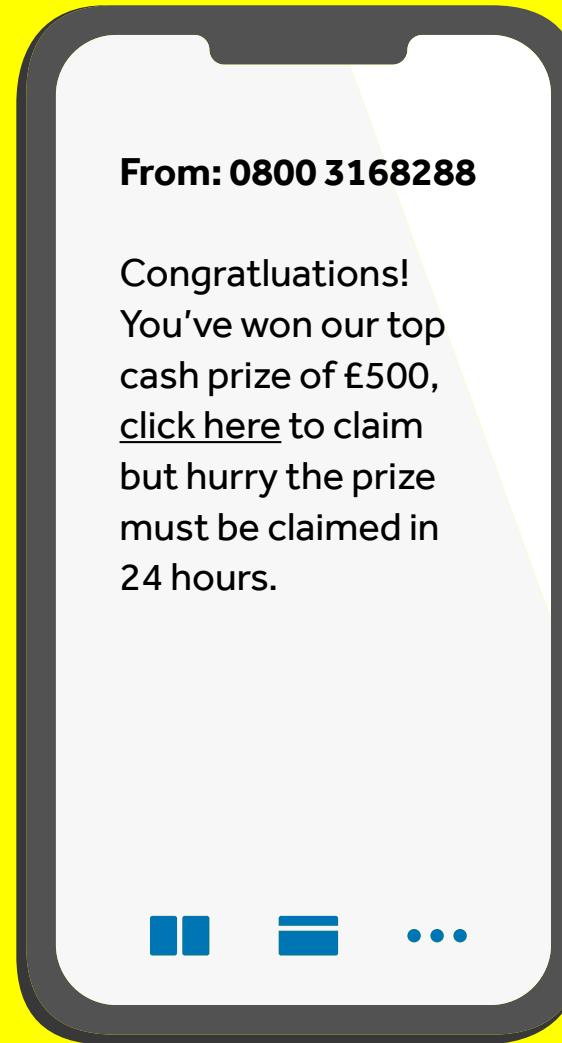 From: 0800 3168288
Congratluations!
You’ve won our top
cash prize of £500,
click here to claim
but hurry the prize
must be claimed in
24 hours.